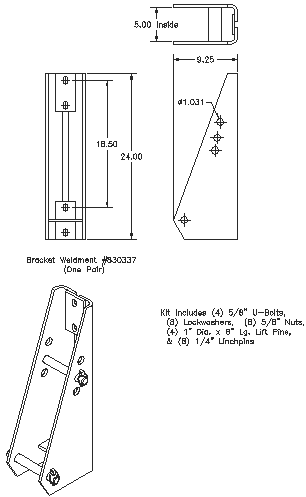 5.00 Inside
9.25
ø1.031
18.50
24.00
Bracket Weldment #630337
(One Pair)
Kit Includes (4) 5/8" U-Bolts,
(8) Lockwashers, (8) 5/8" Nuts,
(4) 1" Dia. x 6" Lg. Lift Pins,
& (8) 1/4" Linchpins